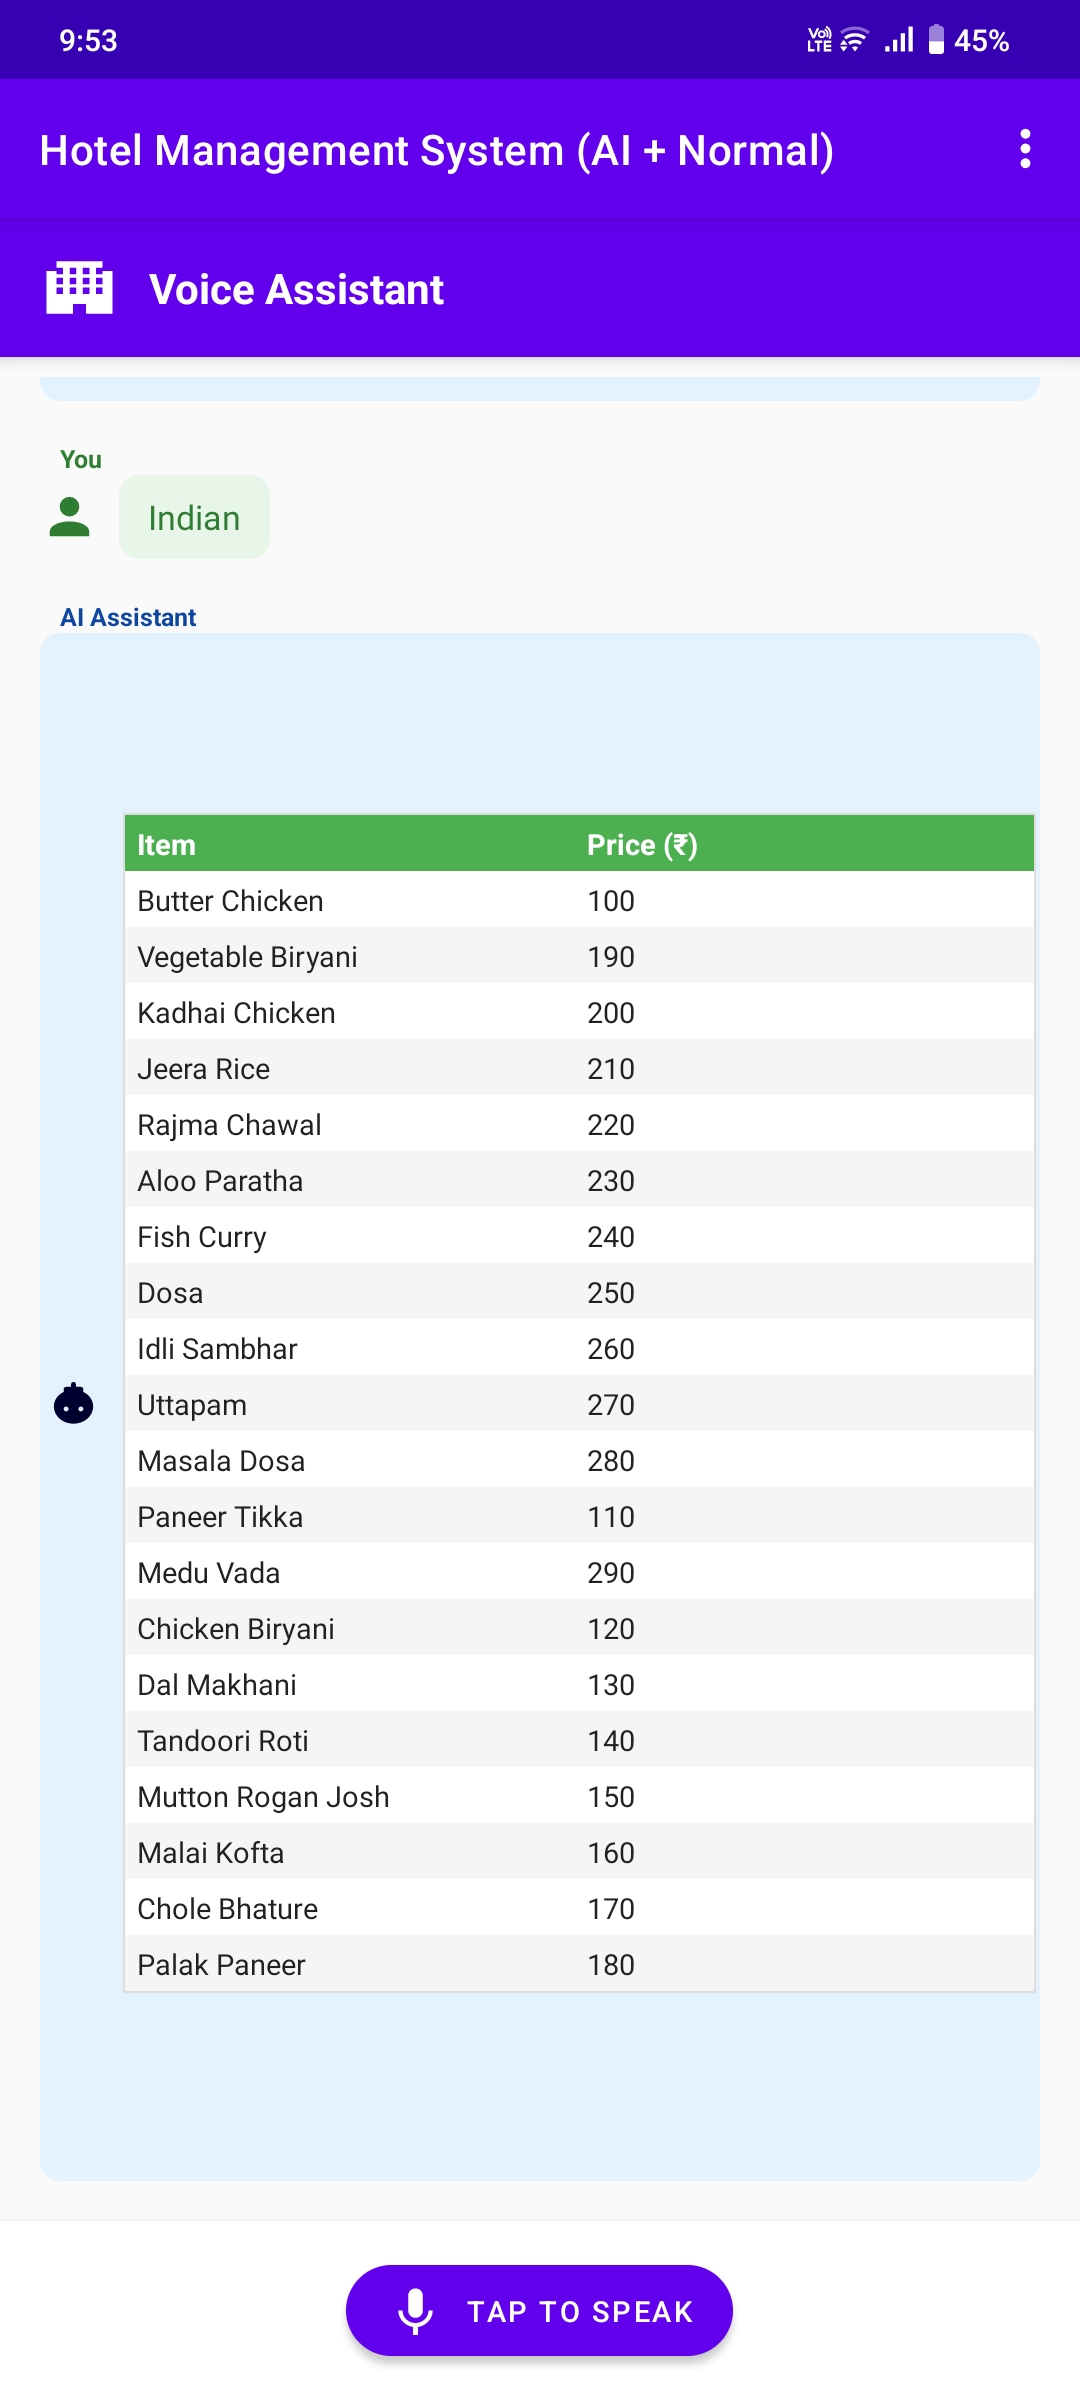 9:53
Vo)) LTE 45%
Hotel Management System (AI + Normal)
Voice Assistant
You
Indian
AI Assistant
Item Price (₹)
Butter Chicken 100
Vegetable Biryani 190
Kadhai Chicken 200
Jeera Rice 210
Rajma Chawal 220
Aloo Paratha 230
Fish Curry 240
Dosa 250
Idli Sambhar 260
Uttapam 270
Masala Dosa 280
Paneer Tikka 110
Medu Vada 290
Chicken Biryani 120
Dal Makhani 130
Tandoori Roti 140
Mutton Rogan Josh 150
Malai Kofta 160
Chole Bhature 170
Palak Paneer 180
TAP TO SPEAK